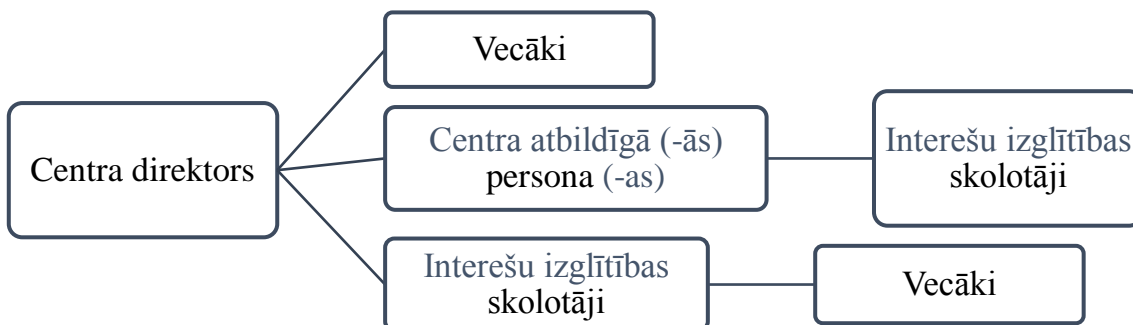 Vecāki
Centra direktors
Centra atbildīgā (-ās)
persona (-as)
Interešu izglītības
skolotāji
Interešu izglītības
skolotāji
Vecāki